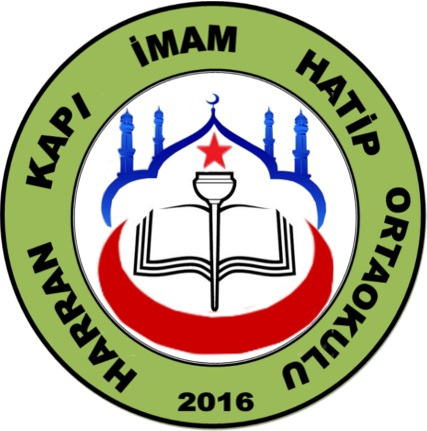 HARRAN KAPI İMAM HATİP ORTAOKULU
2016